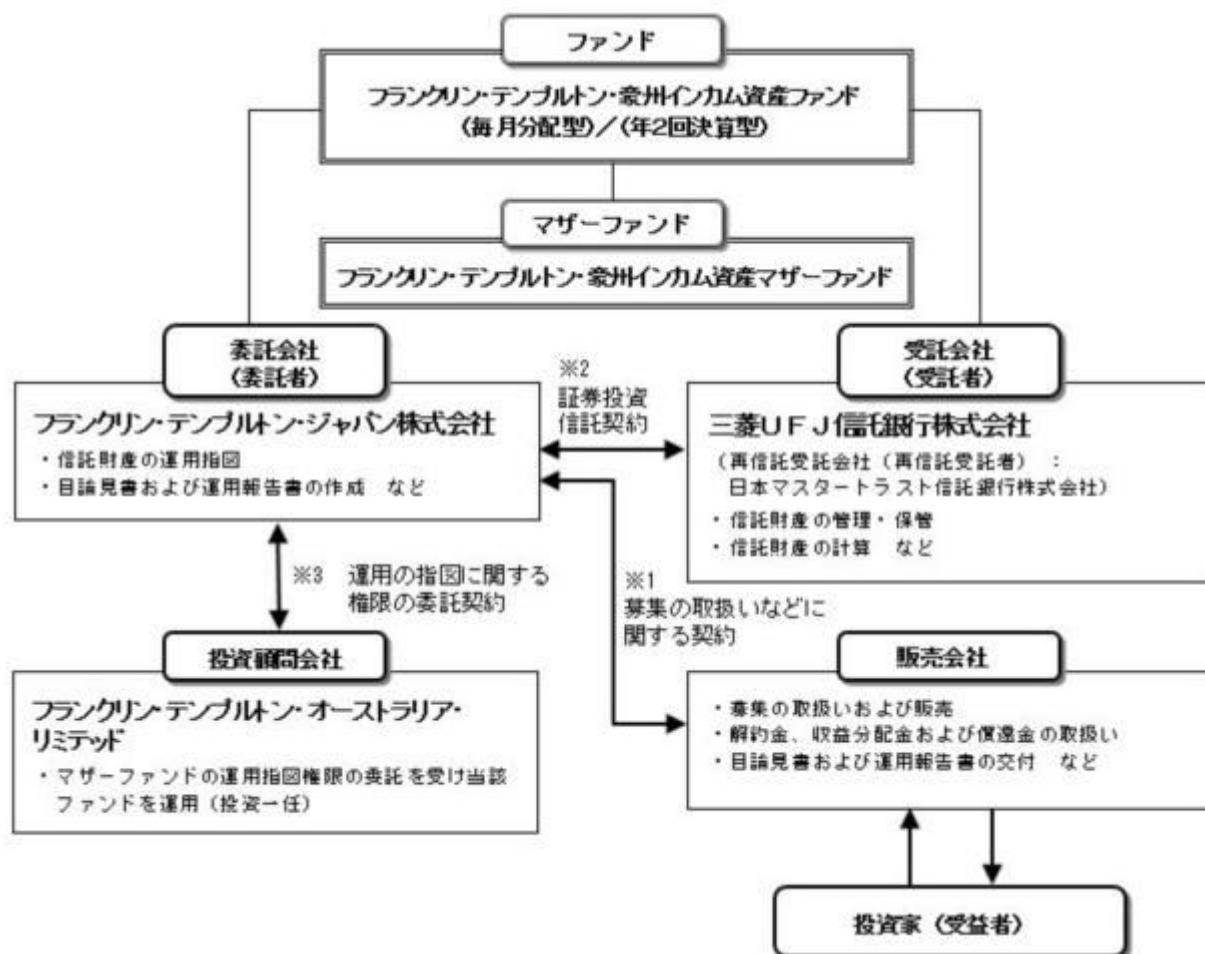 ファンド
フランクリン・テンプルトン・豪州インカム資産ファンド
(毎月分配型)/(年2回決算型)
マザーファンド
フランクリン・テンプルトン・豪州インカム資産マザーファンド
委託会社
(委託者)
フランクリン・テンプルトン・ジャパン株式会社
・信託財産の運用指図
・目論見書および運用報告書の作成 など
※2
証券投資
信託契約
受託会社
(受託者)
三菱UFJ信託銀行株式会社
(再信託受託会社(再信託受託者) :
日本マスタートラスト信託銀行株式会社)
・信託財産の管理・保管
・信託財産の計算 など
※3 運用の指図に関する
権限の委託契約
※1
募集の取扱いなどに
関する契約
投資顧問会社
フランクリン・テンプルトン・オーストラリア・
リミテッド
・マザーファンドの運用指図権限の委託を受け当該
ファンドを運用(投資一任)
販売会社
・募集の取扱いおよび販売
・解約金、収益分配金および償還金の取扱い
・目論見書および運用報告書の交付 など
投資家(受益者)